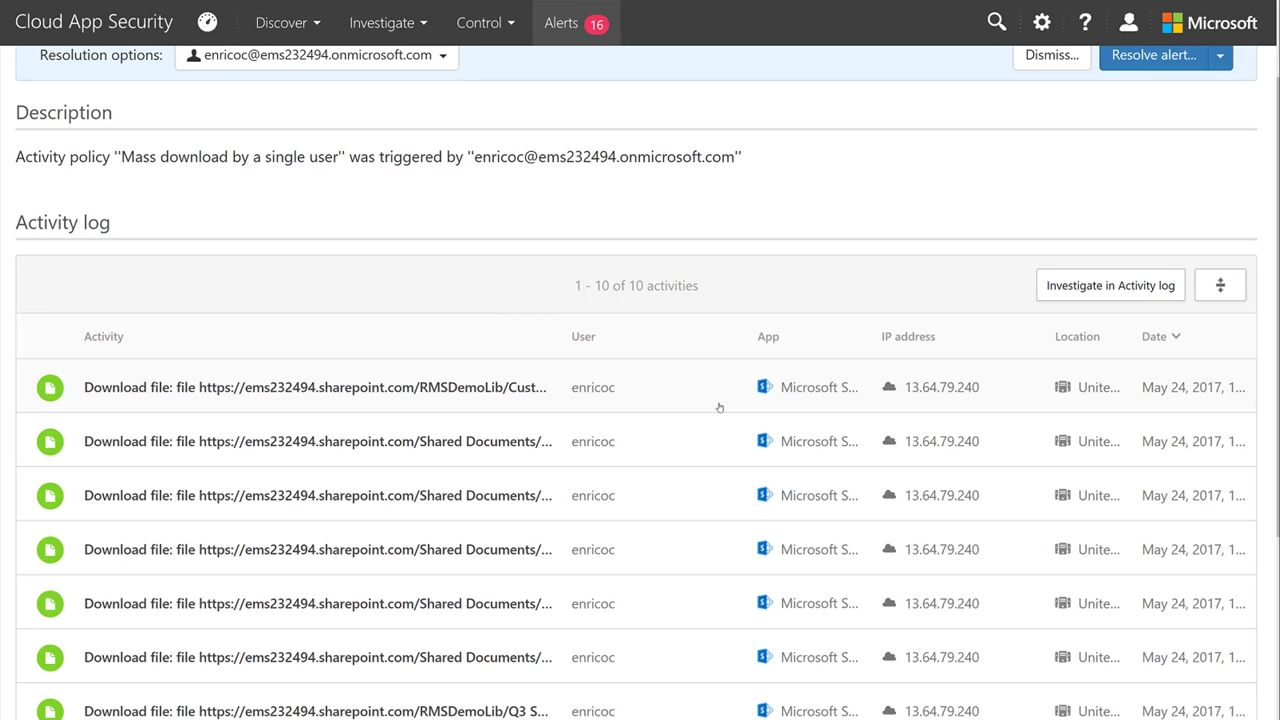 Cloud App Security Discover Investigate Control Alerts 16 ? Microsoft
Resolution options: enricoc@ems232494.onmicrosoft.com Dismiss... Resolve alert...
Description
Activity policy "Mass download by a single user" was triggered by "enricoc@ems232494.onmicrosoft.com"
Activity log
1 - 10 of 10 activities Investigate in Activity log
Activity User App IP address Location Date
Download file: file https://ems232494.sharepoint.com/RMSDemoLib/Cust... enricoc Microsoft S... 13.64.79.240 Unite... May 24, 2017, 1...
Download file: file https://ems232494.sharepoint.com/Shared Documents/... enricoc Microsoft S... 13.64.79.240 Unite... May 24, 2017, 1...
Download file: file https://ems232494.sharepoint.com/Shared Documents/... enricoc Microsoft S... 13.64.79.240 Unite... May 24, 2017, 1...
Download file: file https://ems232494.sharepoint.com/Shared Documents/... enricoc Microsoft S... 13.64.79.240 Unite... May 24, 2017, 1...
Download file: file https://ems232494.sharepoint.com/Shared Documents/... enricoc Microsoft S... 13.64.79.240 Unite... May 24, 2017, 1...
Download file: file https://ems232494.sharepoint.com/Shared Documents/... enricoc Microsoft S... 13.64.79.240 Unite... May 24, 2017, 1...
Download file: file https://ems232494.sharepoint.com/RMSDemoLib/Q3 S... enricoc Microsoft S... 13.64.79.240 Unite... May 24, 2017, 1...